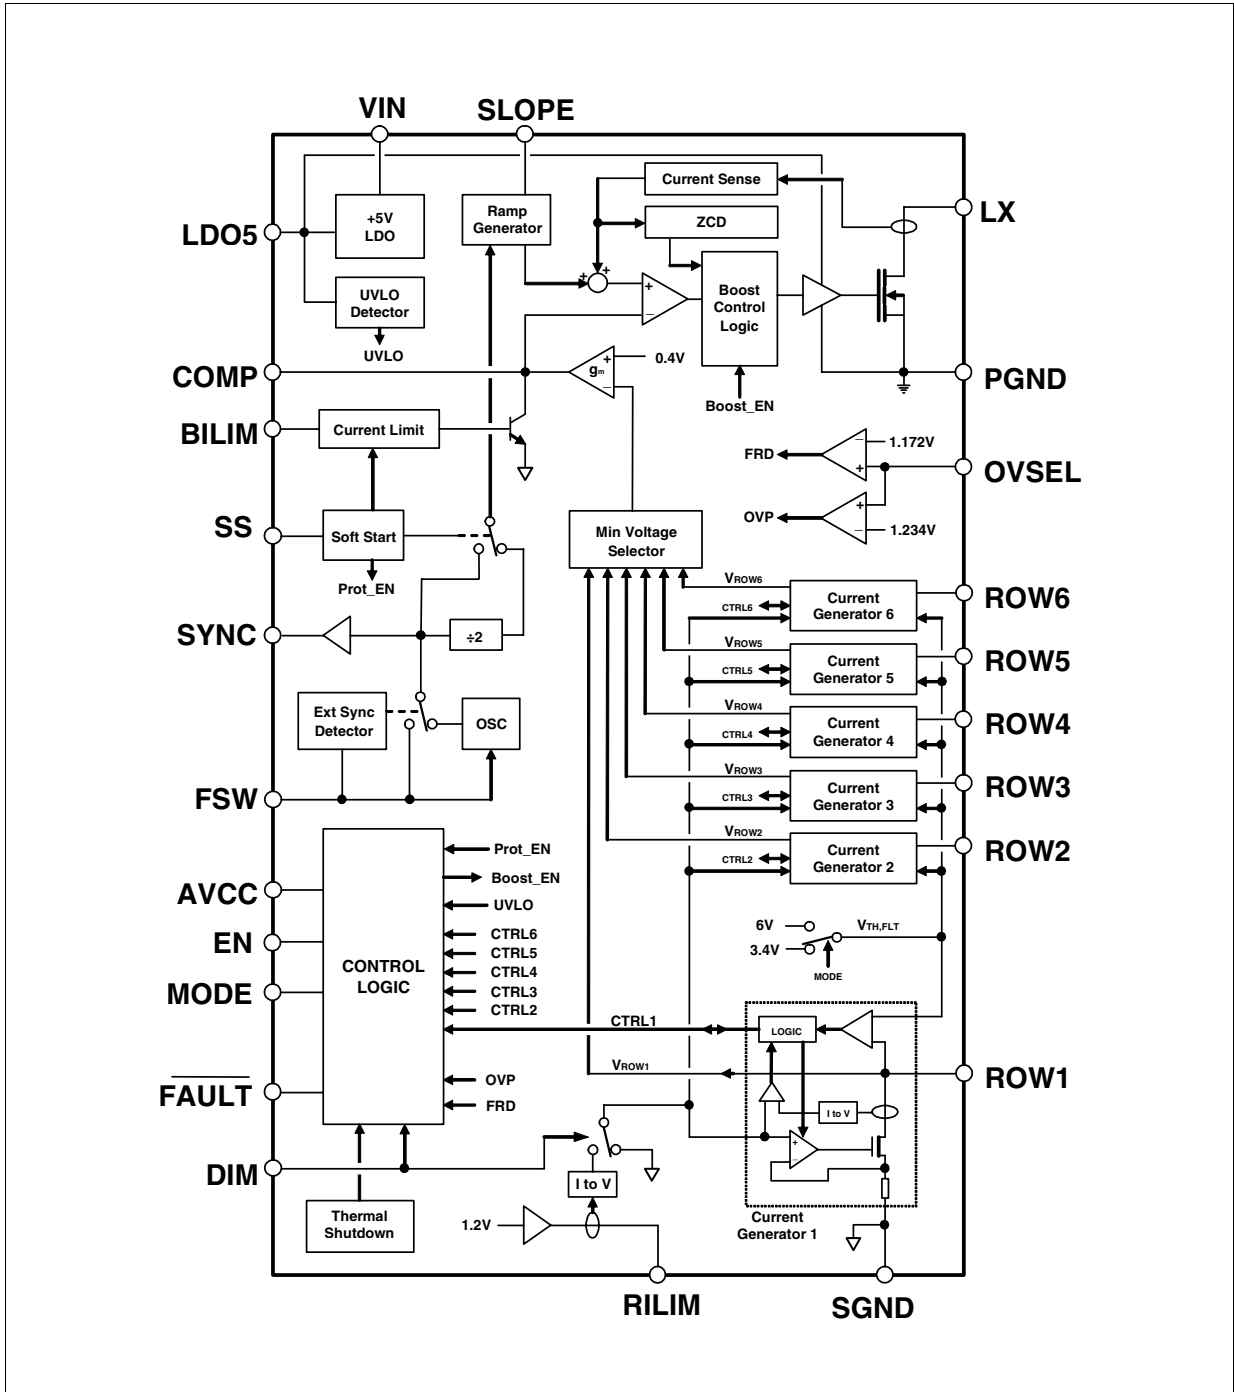 VIN
SLOPE
Current Sense
LX
+5V
LDO
Ramp
Generator
ZCD
LDO5
+ +
UVLO
Detector
+
−
Boost
Control
Logic
UVLO
COMP
gm
+
−
0.4V
PGND
Boost_EN
BILIM
Current Limit
FRD
−
+
1.172V
OVSEL
SS
Soft Start
OVP
+
−
1.234V
Min Voltage
Selector
Prot_EN
VROW6
CTRL6
Current
Generator 6
ROW6
SYNC
÷2
VROW5
CTRL5
Current
Generator 5
ROW5
Ext Sync
Detector
OSC
VROW4
CTRL4
Current
Generator 4
ROW4
FSW
VROW3
CTRL3
Current
Generator 3
ROW3
VROW2
CTRL2
Current
Generator 2
ROW2
Prot_EN
Boost_EN
AVCC
UVLO
EN
6V
3.4V
VTH,FLT
MODE
CTRL6
CTRL5
CTRL4
CTRL3
CTRL2
CONTROL
LOGIC
MODE
CTRL1
LOGIC
VROW1
ROW1
FAULT
OVP
FRD
I to V
+
−
DIM
I to V
Thermal
Shutdown
1.2V
Current
Generator 1
RILIM
SGND